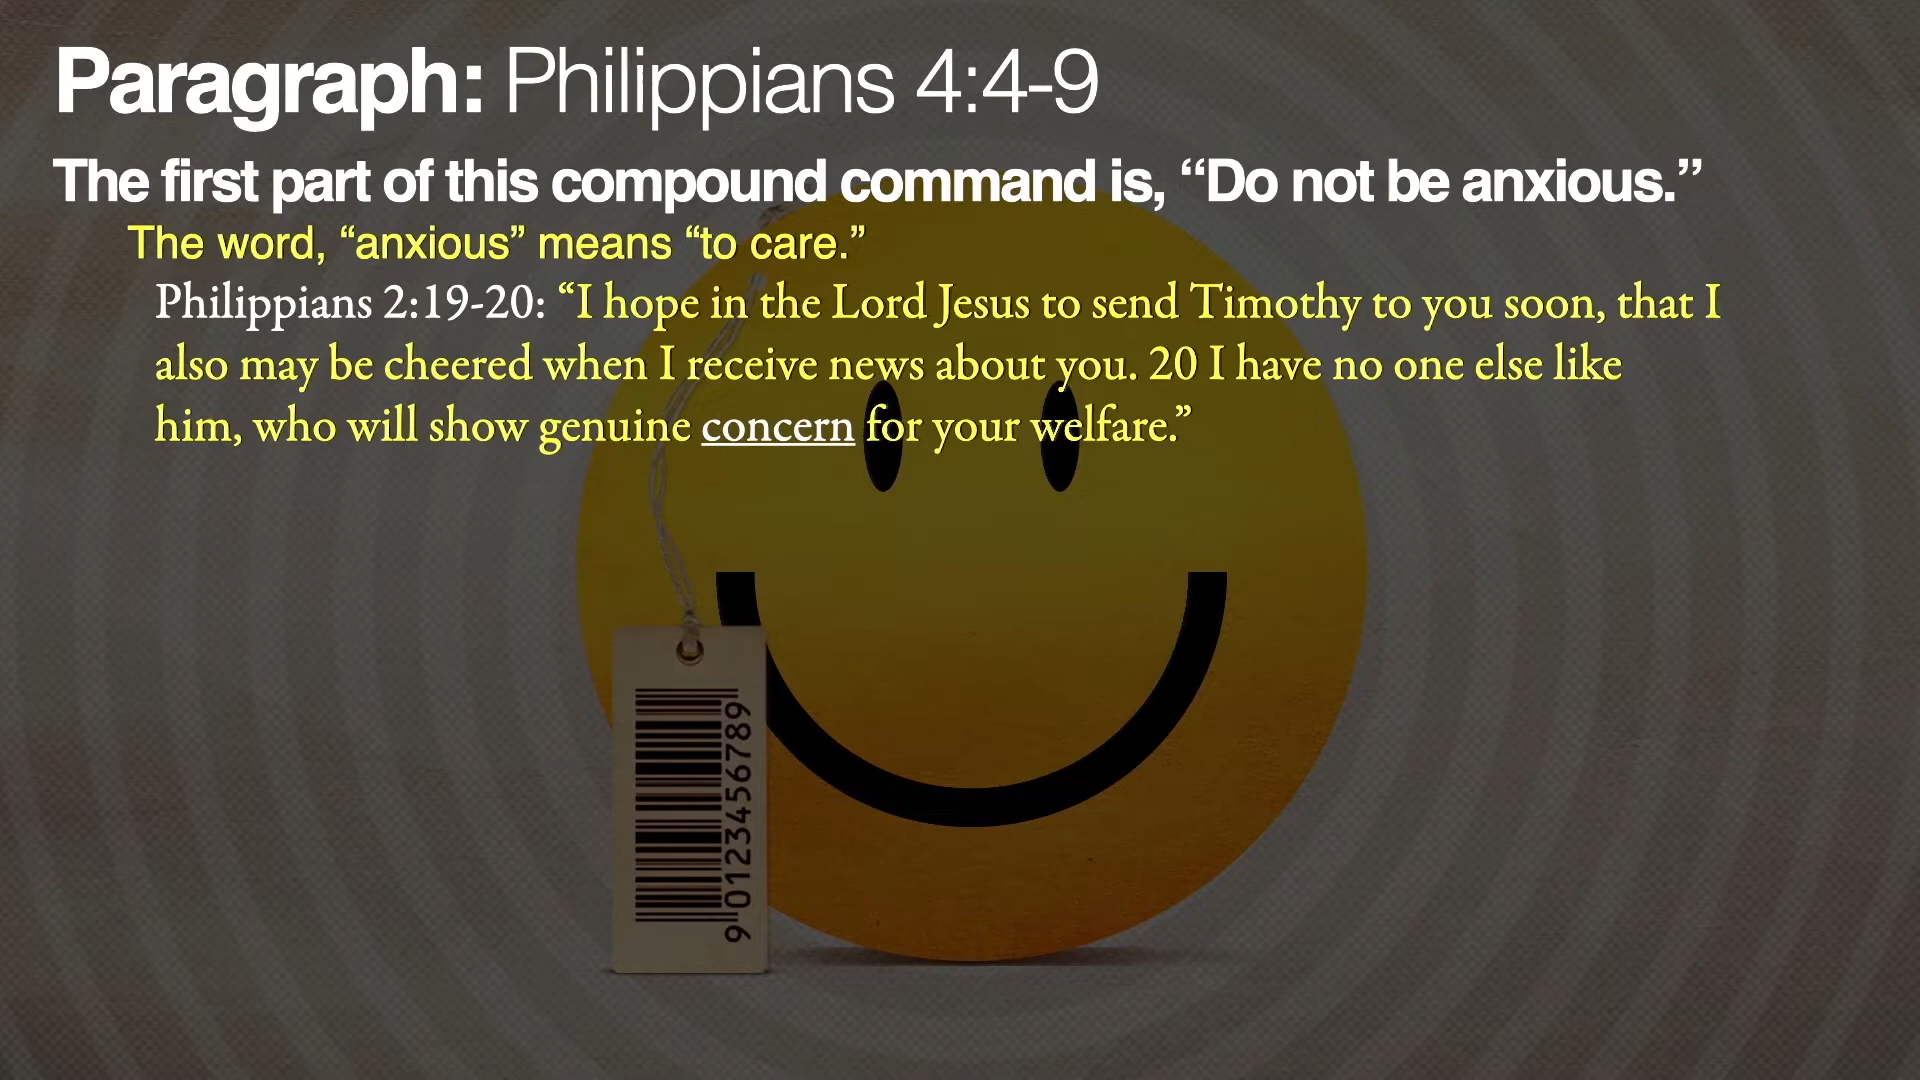 Paragraph: Philippians 4:4-9
The first part of this compound command is, “Do not be anxious.”
The word, “anxious” means “to care.”
Philippians 2:19-20: “I hope in the Lord Jesus to send Timothy to you soon, that I
also may be cheered when I receive news about you. 20 I have no one else like
him, who will show genuine concern for your welfare.”
9"0123456789